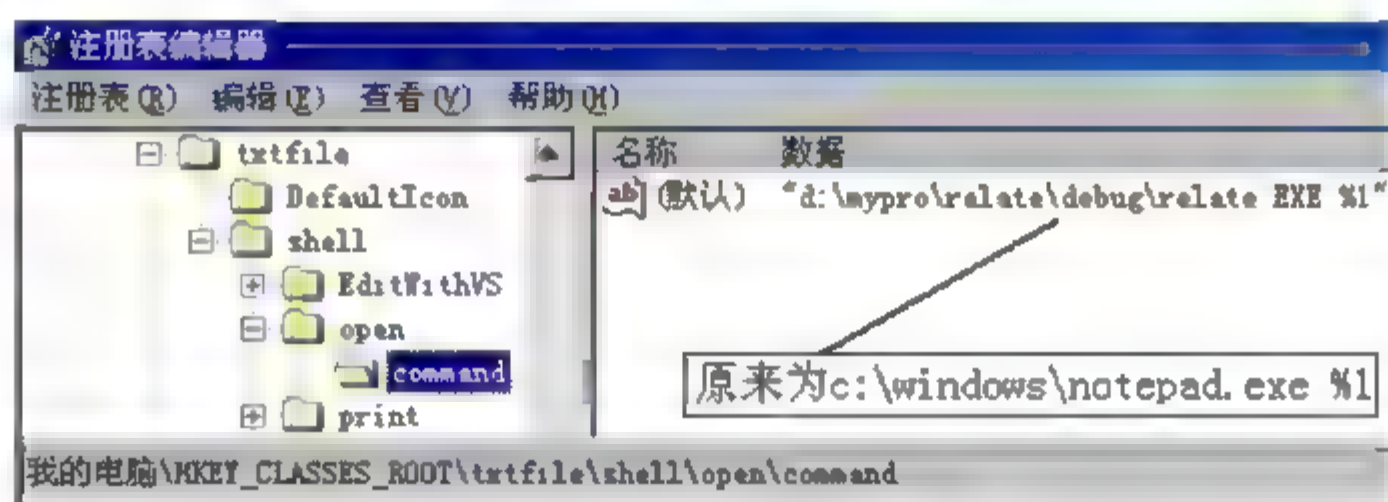 注册表编辑器
注册表(R) 编辑(E) 查看(V) 帮助(H)
txtfile
DefaultIcon
shell
EditWithVS
open
command
print
名称 数据
ab (默认) "d:\mypro\relate\debug\relate EXE %1"
原来为c:\windows\notepad.exe %1
我的电脑\HKEY_CLASSES_ROOT\txtfile\shell\open\command